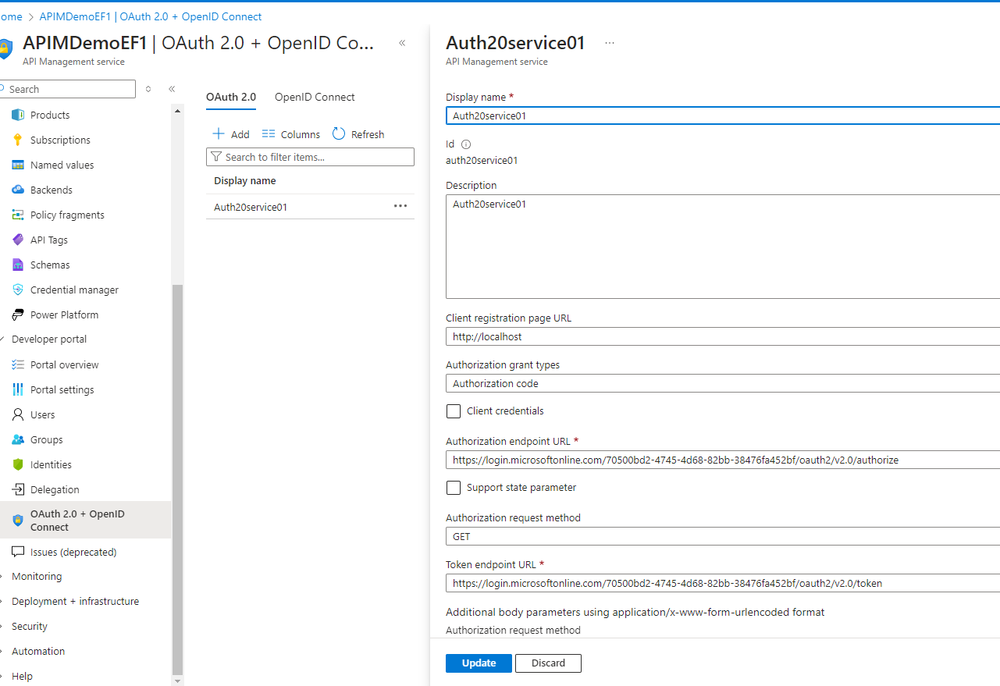 ome > APIMDemoEF1 | OAuth 2.0 + OpenID Connect
APIMDemoEF1 | OAuth 2.0 + OpenID Co...
API Management service
Search
Products
Subscriptions
Named values
Backends
Policy fragments
API Tags
Schemas
Credential manager
Power Platform
Developer portal
Portal overview
Portal settings
Users
Groups
Identities
Delegation
OAuth 2.0 + OpenID
Connect
Issues (deprecated)
Monitoring
Deployment + infrastructure
Security
Automation
Help
OAuth 2.0 OpenID Connect
Add Columns Refresh
Search to filter items...
Display name
Auth20service01
Auth20service01
API Management service
Display name *
Auth20service01
Id
auth20service01
Description
Auth20service01
Client registration page URL
http://localhost
Authorization grant types
Authorization code
Client credentials
Authorization endpoint URL *
https://login.microsoftonline.com/70500bd2-4745-4d68-82bb-38476fa452bf/oauth2/v2.0/authorize
Support state parameter
Authorization request method
GET
Token endpoint URL *
https://login.microsoftonline.com/70500bd2-4745-4d68-82bb-38476fa452bf/oauth2/v2.0/token
Additional body parameters using application/x-www-form-urlencoded format
Authorization request method
Update Discard